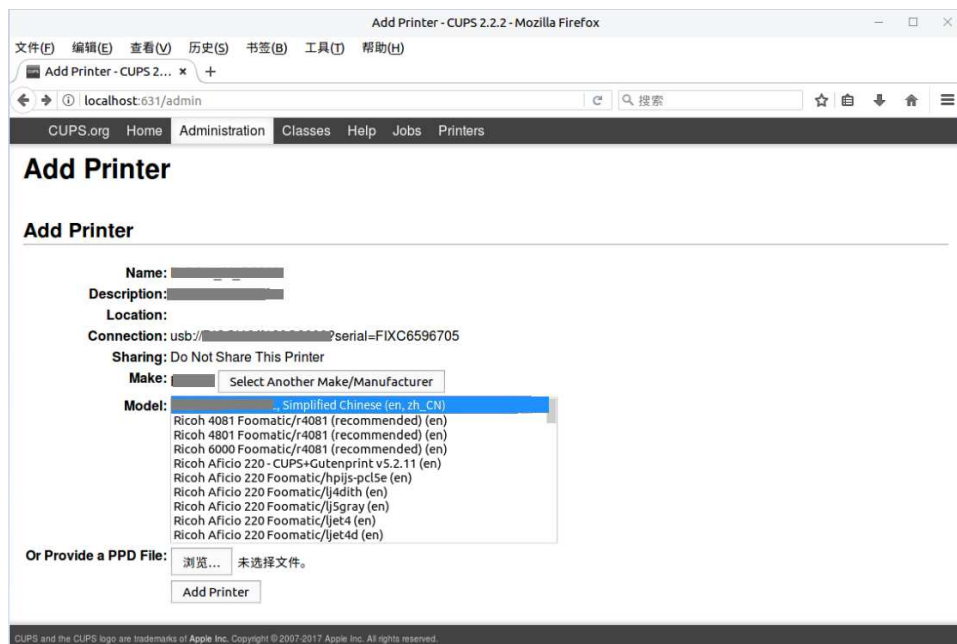 Add Printer - CUPS 2.2.2 - Mozilla Firefox
文件(F) 编辑(E) 查看(V) 历史(S) 书签(B) 工具(T) 帮助(H)
Add Printer - CUPS 2... × +
localhost:631/admin 搜索
CUPS.org Home Administration Classes Help Jobs Printers
Add Printer
Add Printer
Name:
Description:
Location:
Connection: usb:// ?serial=FIXC6596705
Sharing: Do Not Share This Printer
Make: Select Another Make/Manufacturer
Model: , Simplified Chinese (en, zh_CN)
Ricoh 4081 Foomatic/r4081 (recommended) (en)
Ricoh 4801 Foomatic/r4081 (recommended) (en)
Ricoh 6000 Foomatic/r4081 (recommended) (en)
Ricoh Aficio 220 - CUPS+Gutenprint v5.2.11 (en)
Ricoh Aficio 220 Foomatic/hpijs-pcl5e (en)
Ricoh Aficio 220 Foomatic/lj4dith (en)
Ricoh Aficio 220 Foomatic/lj5gray (en)
Ricoh Aficio 220 Foomatic/ljet4 (en)
Ricoh Aficio 220 Foomatic/ljet4d (en)
Or Provide a PPD File: 浏览... 未选择文件。
Add Printer
CUPS and the CUPS logo are trademarks of Apple Inc. Copyright © 2007-2017 Apple Inc. All rights reserved.